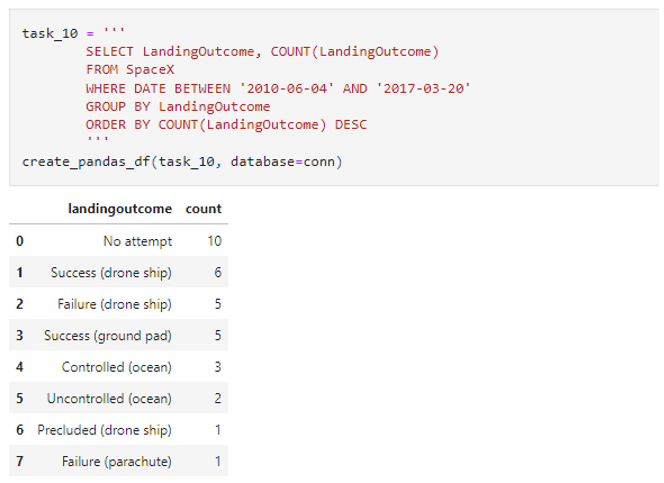 task_10 = '''
SELECT LandingOutcome, COUNT(LandingOutcome)
FROM SpaceX
WHERE DATE BETWEEN '2010-06-04' AND '2017-03-20'
GROUP BY LandingOutcome
ORDER BY COUNT(LandingOutcome) DESC
'''
create_pandas_df(task_10, database=conn)
landingoutcome count
0 No attempt 10
1 Success (drone ship) 6
2 Failure (drone ship) 5
3 Success (ground pad) 5
4 Controlled (ocean) 3
5 Uncontrolled (ocean) 2
6 Precluded (drone ship) 1
7 Failure (parachute) 1